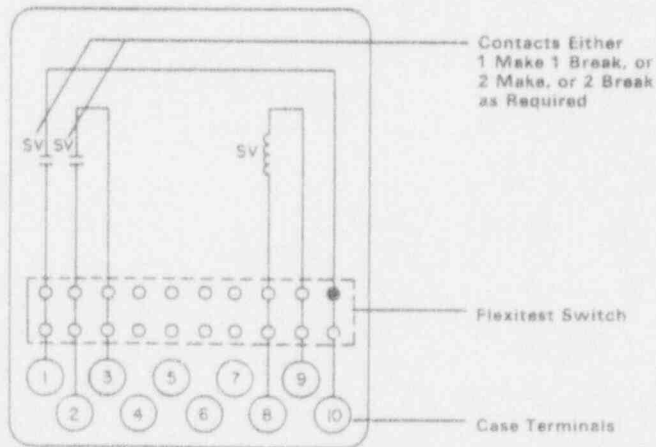 Contacts Either
1 Make 1 Break, or
2 Make, or 2 Break
as Required
SV SV SV
Flexitest Switch
1 3 5 7 9
2 4 6 8 10
Case Terminals